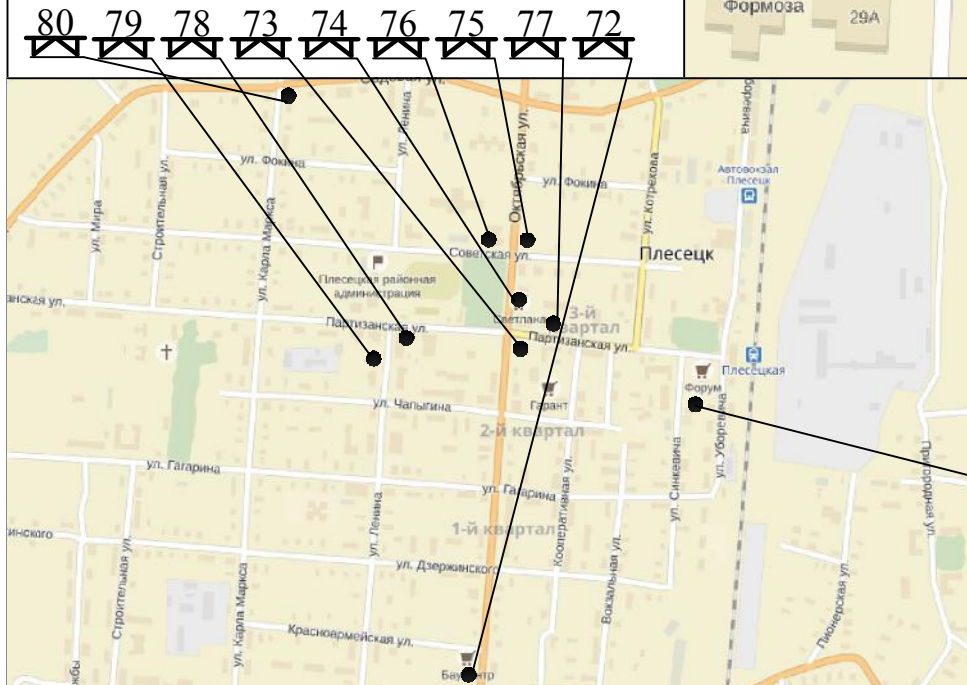 Формоза
29А
80 79 78 73 74 76 75 77 72
Садовая ул.
ул. Ленина
Октябрьская ул.
ул. Фокина
ул. Фокина
ул. Котрехова
Автовокзал
Плесецк
ул. Мира
Строительная ул.
ул. Карла Маркса
Советская ул.
Плесецк
Плесецкая районная
администрация
анская ул.
Партизанская ул.
Светлана
3-й
квартал
Партизанская ул.
Плесецкая
Форум
Гарант
ул. Чапыгина
2-й квартал
ул. Уборевича
ул. Гагарина
ул. Гагарина
ул. Синкевича
Пригородная ул.
ул. Ленина
1-й квартал
Кооперативная ул.
инского
ул. Дзержинского
Строительная ул.
ул. Карла Маркса
Вокзальная ул.
Пионерская ул.
Красноармейская ул.